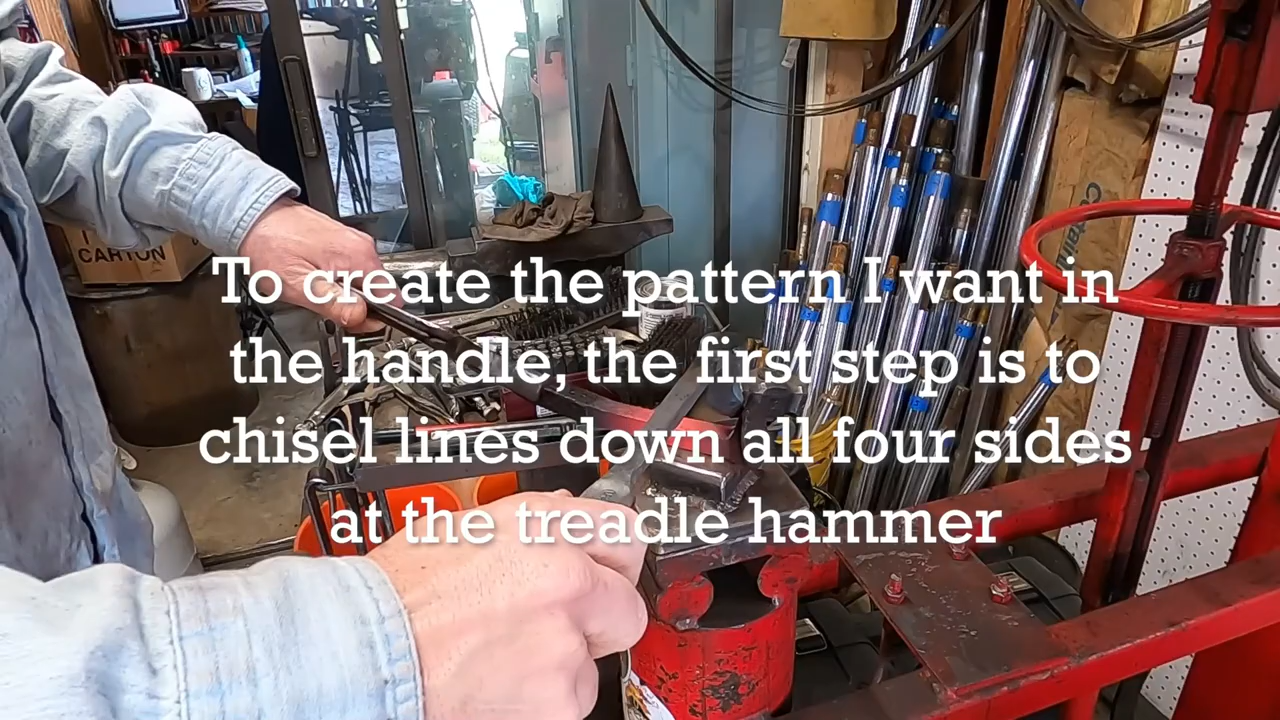 CARTON
To create the pattern I want in
the handle, the first step is to
chisel lines down all four sides
at the treadle hammer